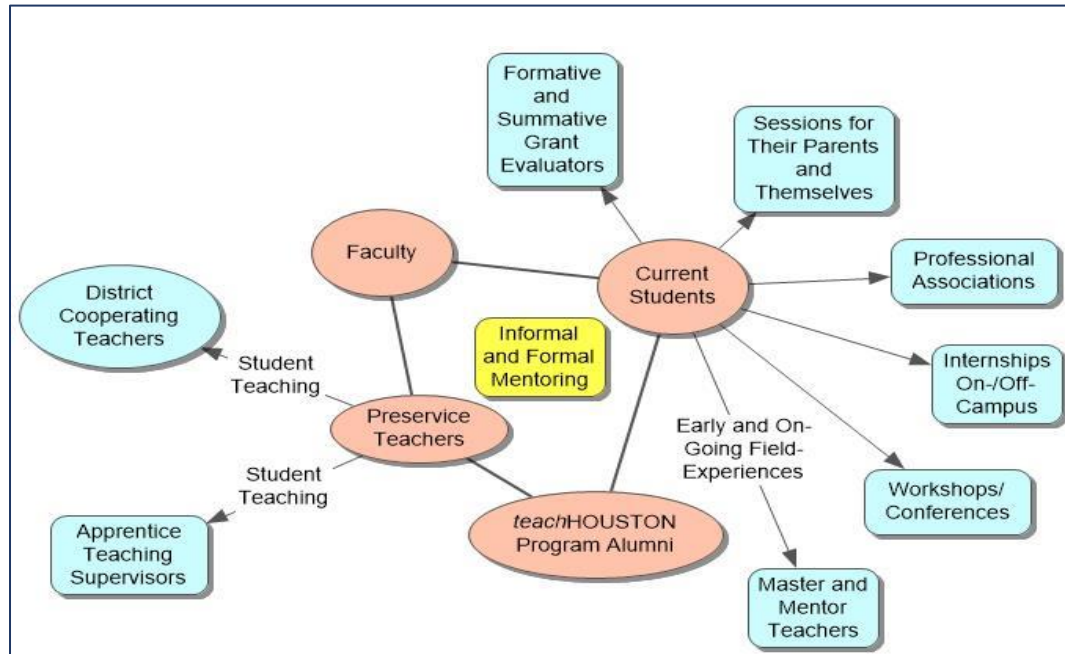 Formative
and
Summative
Grant
Evaluators
Sessions for
Their Parents
and
Themselves
Faculty
Current
Students
Professional
Associations
District
Cooperating
Teachers
Informal
and Formal
Mentoring
Internships
On-/Off-
Campus
Student
Teaching
Preservice
Teachers
Early and On-
Going Field-
Experiences
Student
Teaching
Workshops/
Conferences
teachHOUSTON
Program Alumni
Apprentice
Teaching
Supervisors
Master and
Mentor
Teachers